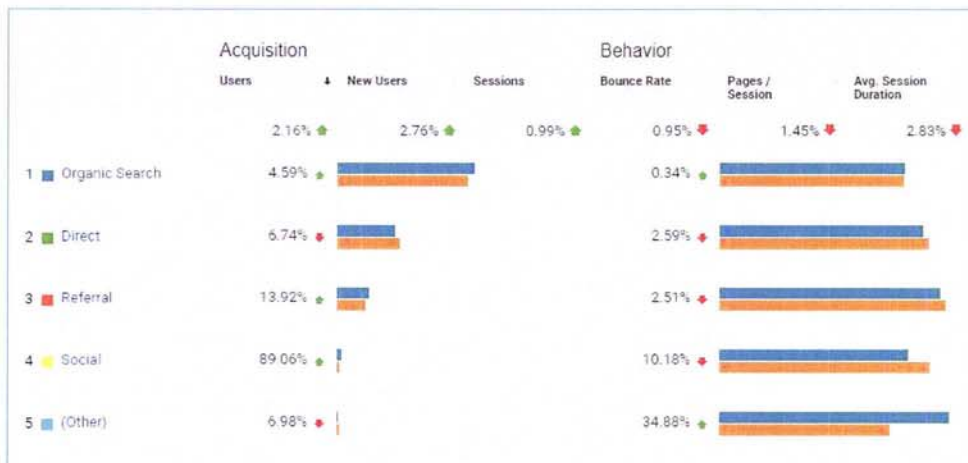 Acquisition Behavior
Users New Users Sessions Bounce Rate Pages / Session Avg. Session Duration
2.16% 2.76% 0.99% 0.95% 1.45% 2.83%
1 Organic Search 4.59% 0.34%
2 Direct 6.74% 2.59%
3 Referral 13.92% 2.51%
4 Social 89.06% 10.18%
5 (Other) 6.98% 34.88%